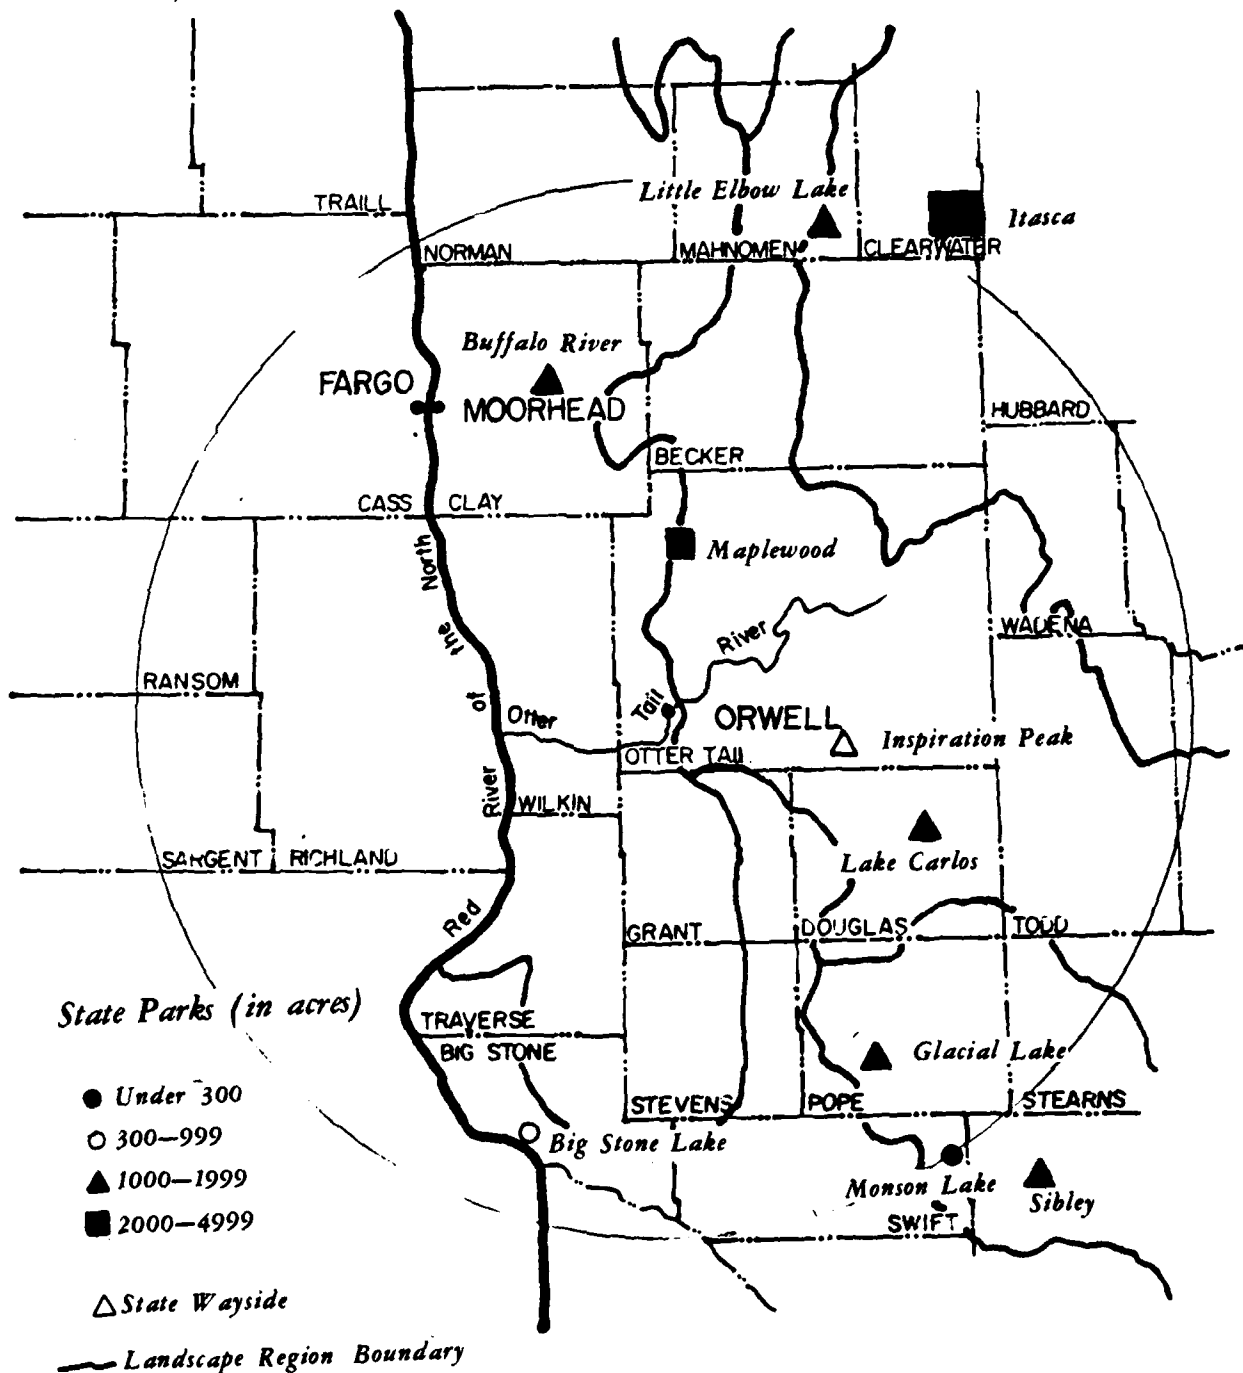 TRAILL
Little Elbow Lake
Itasca
NORMAN
MAHNOMEN
CLEARWATER
Buffalo River
FARGO
MOORHEAD
HUBBARD
BECKER
CASS
CLAY
Maplewood
Red River of the North
WADENA
RANSOM
Otter Tail River
ORWELL
Inspiration Peak
OTTER TAIL
WILKIN
SARGENT
RICHLAND
Lake Carlos
GRANT
DOUGLAS
TODD
TRAVERSE
BIG STONE
Glacial Lake
STEVENS
POPE
STEARNS
Big Stone Lake
Monson Lake
Sibley
SWIFT
State Parks (in acres)
Under 300
300—999
1000—1999
2000—4999
State Wayside
Landscape Region Boundary